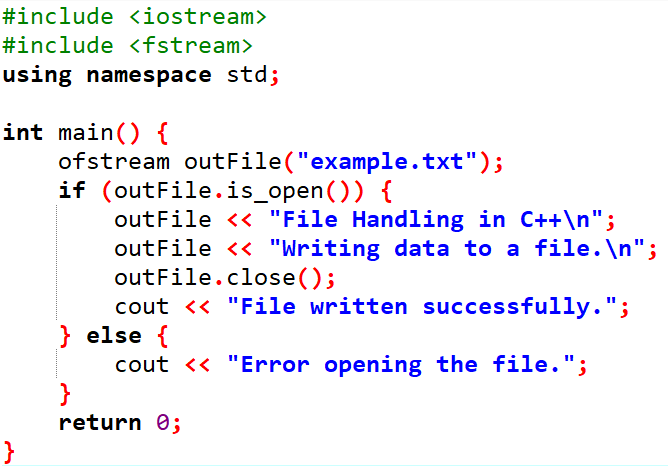 #include <iostream>
#include <fstream>
using namespace std;

int main() {
    ofstream outFile("example.txt");
    if (outFile.is_open()) {
        outFile << "File Handling in C++\n";
        outFile << "Writing data to a file.\n";
        outFile.close();
        cout << "File written successfully.";
    } else {
        cout << "Error opening the file.";
    }
    return 0;
}